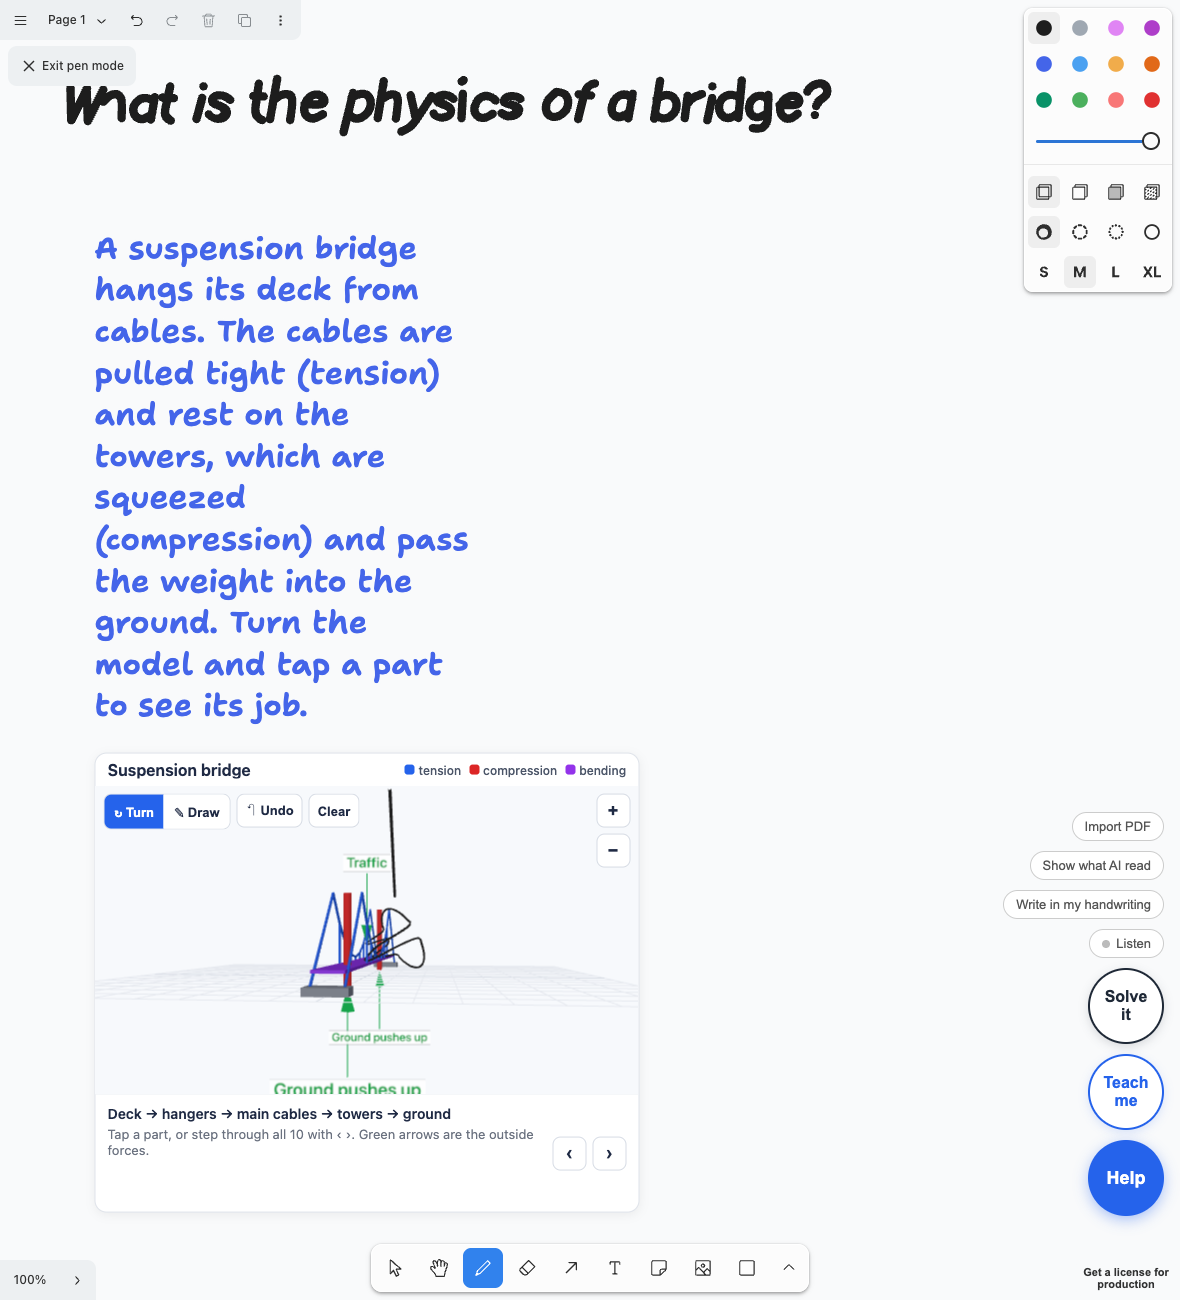 Page 1
Exit pen mode
What is the physics of a bridge?
A suspension bridge
hangs its deck from
cables. The cables are
pulled tight (tension)
and rest on the
towers, which are
squeezed
(compression) and pass
the weight into the
ground. Turn the
model and tap a part
to see its job.
S M L XL
Suspension bridge
tension compression bending
Turn Draw Undo Clear
+
−
Traffic
Ground pushes up
Ground pushes up
Deck → hangers → main cables → towers → ground
Tap a part, or step through all 10 with ‹ ›. Green arrows are the outside
forces.
‹ ›
Import PDF
Show what AI read
Write in my handwriting
Listen
Solve
it
Teach
me
Help
100%
Get a license for
production